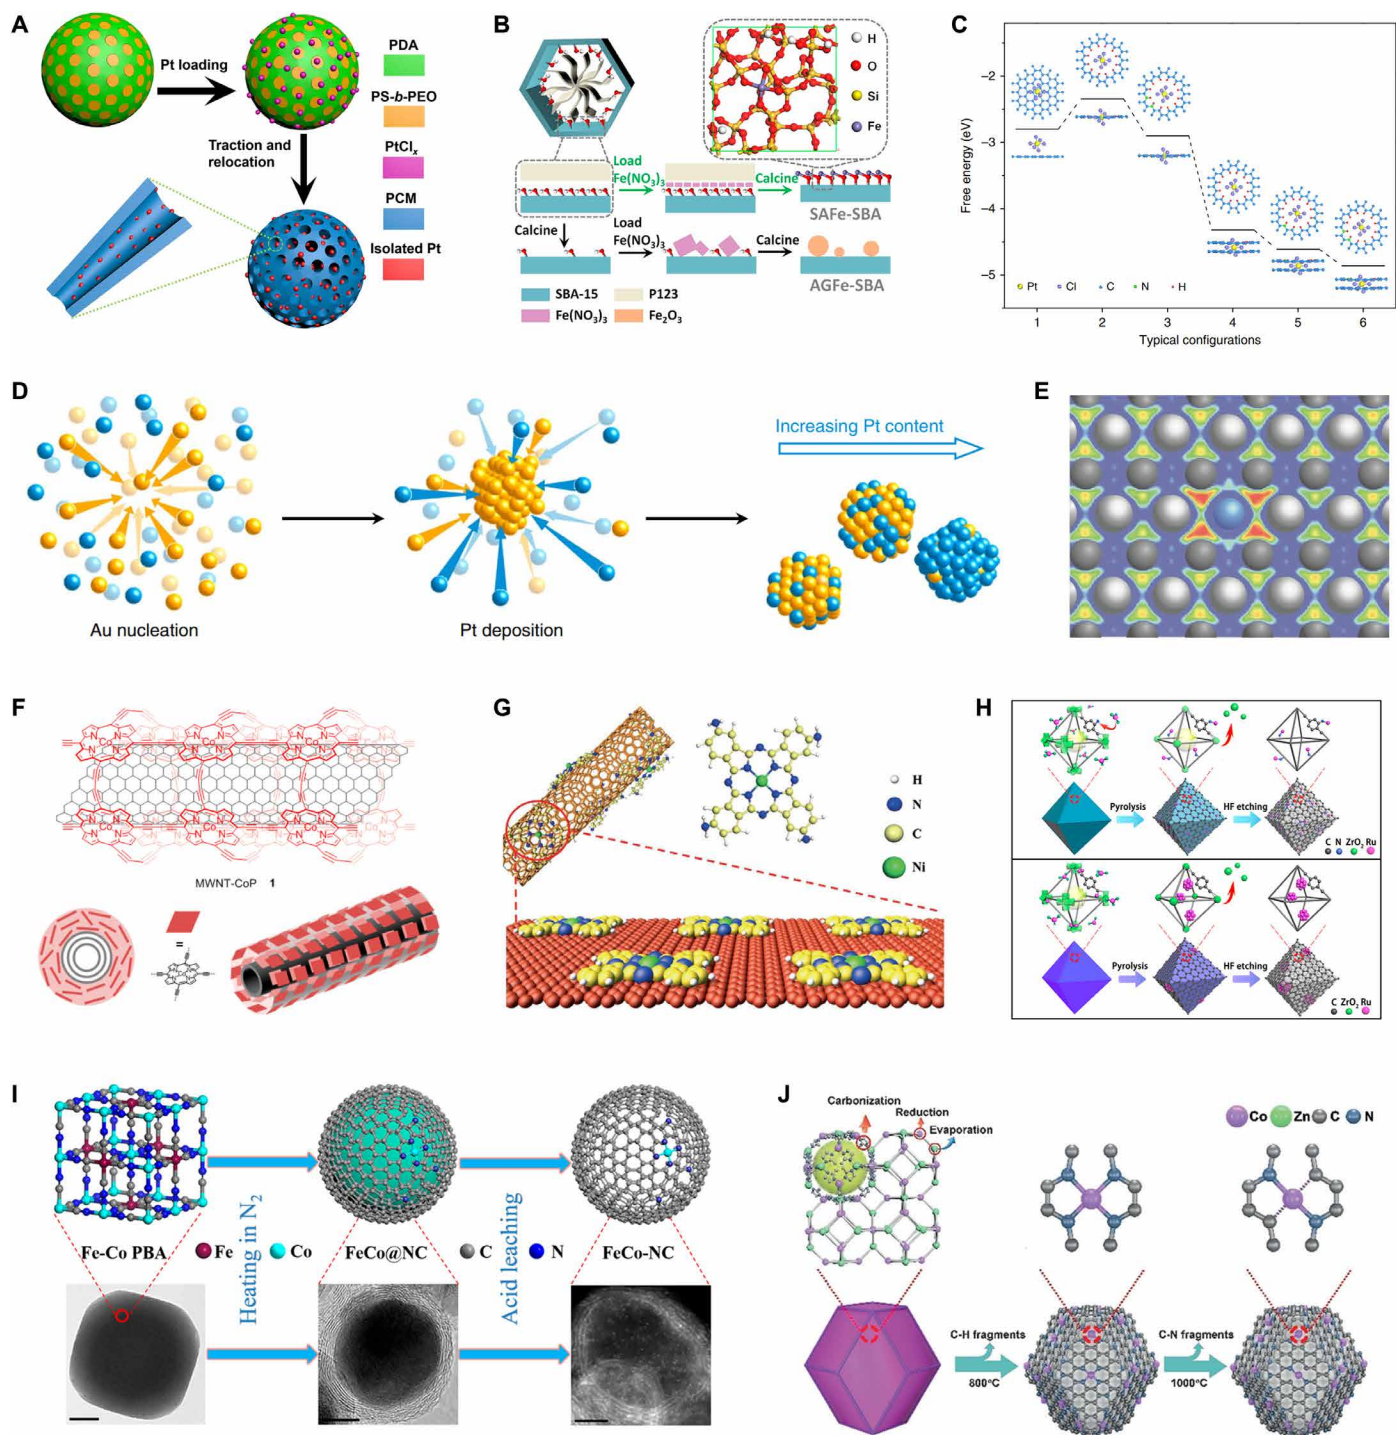 A
Pt loading
PDA
PS-b-PEO
PtClₓ
PCM
Isolated Pt
Traction and
relocation
B
H
O
Si
Fe
Load
Fe(NO₃)₃
Calcine
SAFe-SBA
Calcine
Load
Fe(NO₃)₃
Calcine
AGFe-SBA
SBA-15
P123
Fe(NO₃)₃
Fe₂O₃
C
Free energy (eV)
−2
−3
−4
−5
Pt
Cl
C
N
H
1 2 3 4 5 6
Typical configurations
D
Au nucleation
Pt deposition
Increasing Pt content
E
F
Co
N
MWNT-CoP 1
=
G
H
N
C
Ni
H
Pyrolysis
HF etching
C N ZrO₂ Ru
Pyrolysis
HF etching
C ZrO₂ Ru
I
Fe-Co PBA
Fe
Co
FeCo@NC
C
N
FeCo-NC
Heating in N₂
Acid leaching
J
Carbonization
Reduction
Evaporation
Co Zn C N
C-H fragments
800°C
C-N fragments
1000°C